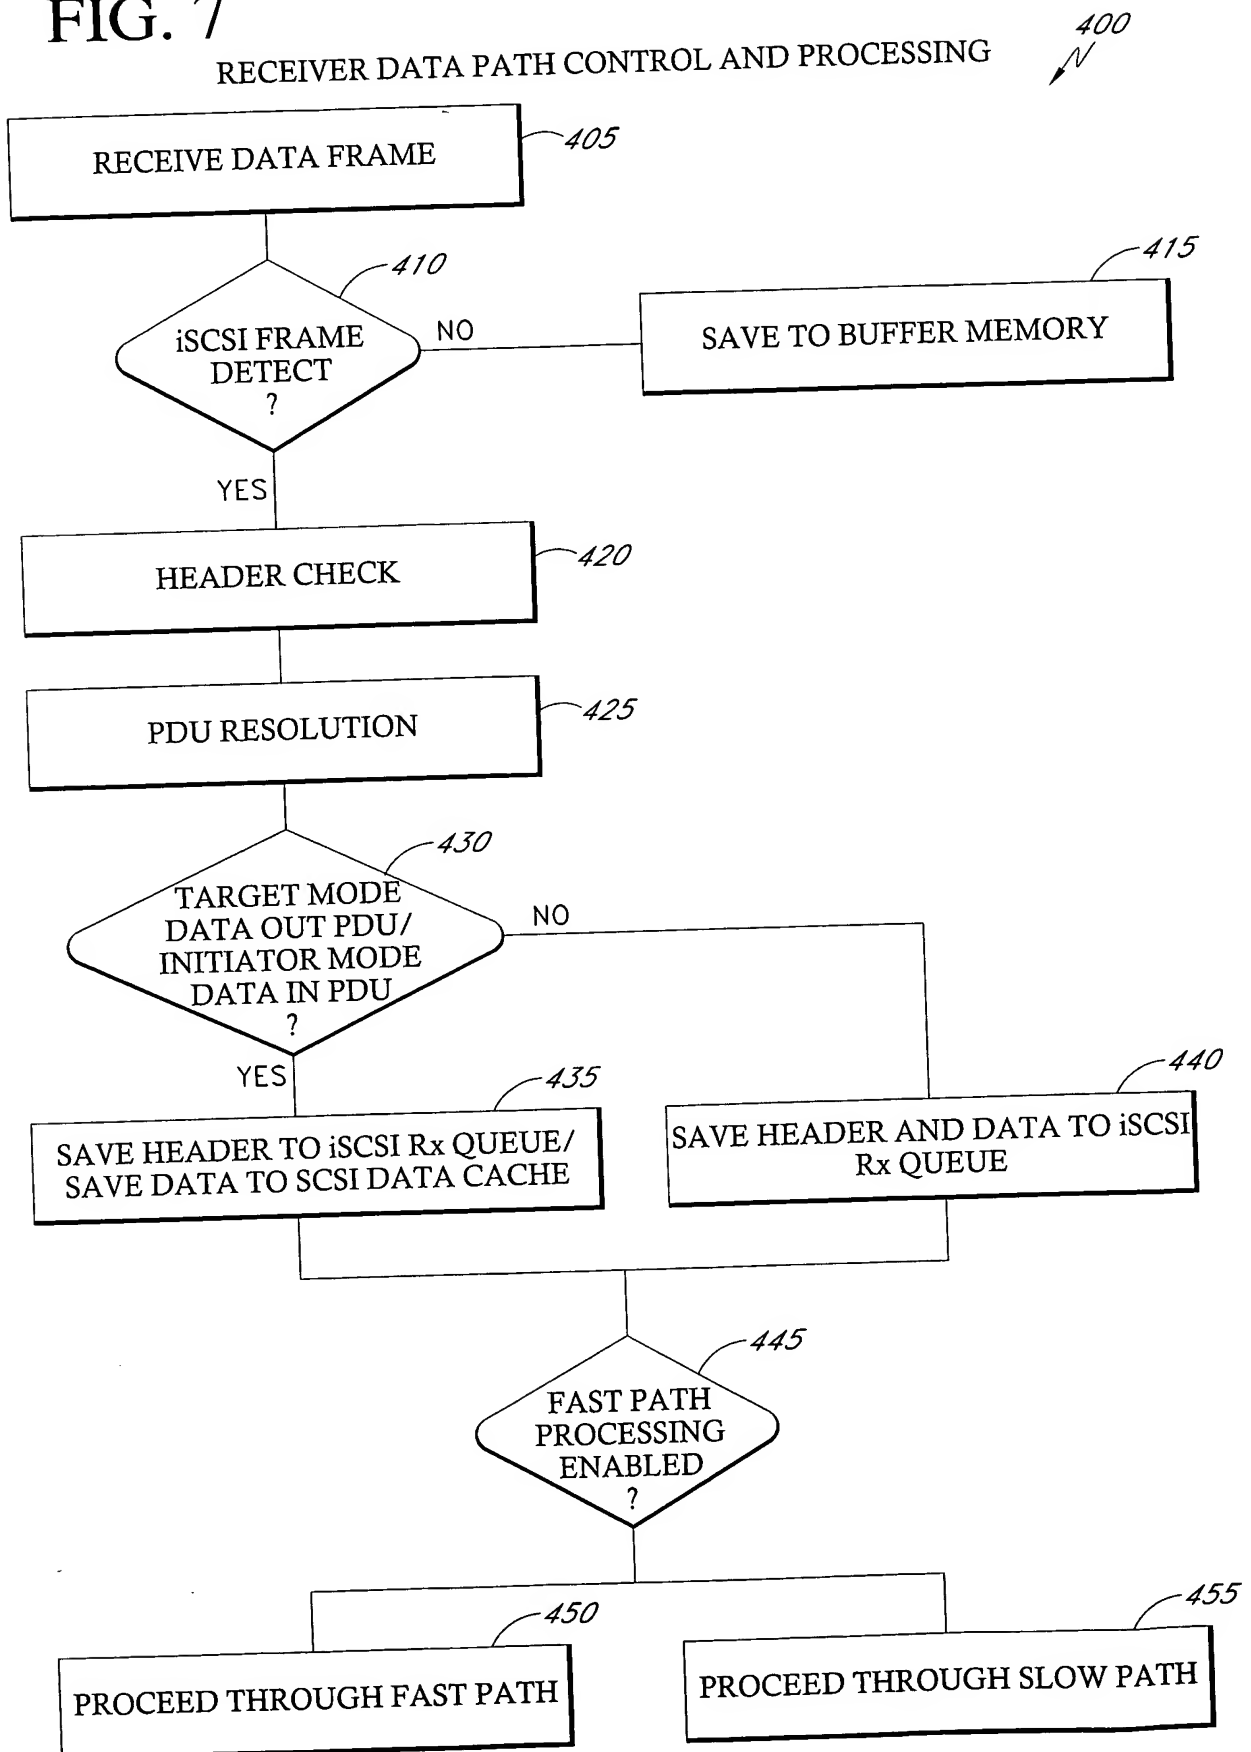 FIG. 7
400
RECEIVER DATA PATH CONTROL AND PROCESSING
RECEIVE DATA FRAME
405
410
iSCSI FRAME
DETECT
?
NO
415
SAVE TO BUFFER MEMORY
YES
HEADER CHECK
420
PDU RESOLUTION
425
430
TARGET MODE
DATA OUT PDU/
INITIATOR MODE
DATA IN PDU
?
NO
YES
435
SAVE HEADER TO iSCSI Rx QUEUE/
SAVE DATA TO SCSI DATA CACHE
440
SAVE HEADER AND DATA TO iSCSI
Rx QUEUE
445
FAST PATH
PROCESSING
ENABLED
?
450
PROCEED THROUGH FAST PATH
455
PROCEED THROUGH SLOW PATH